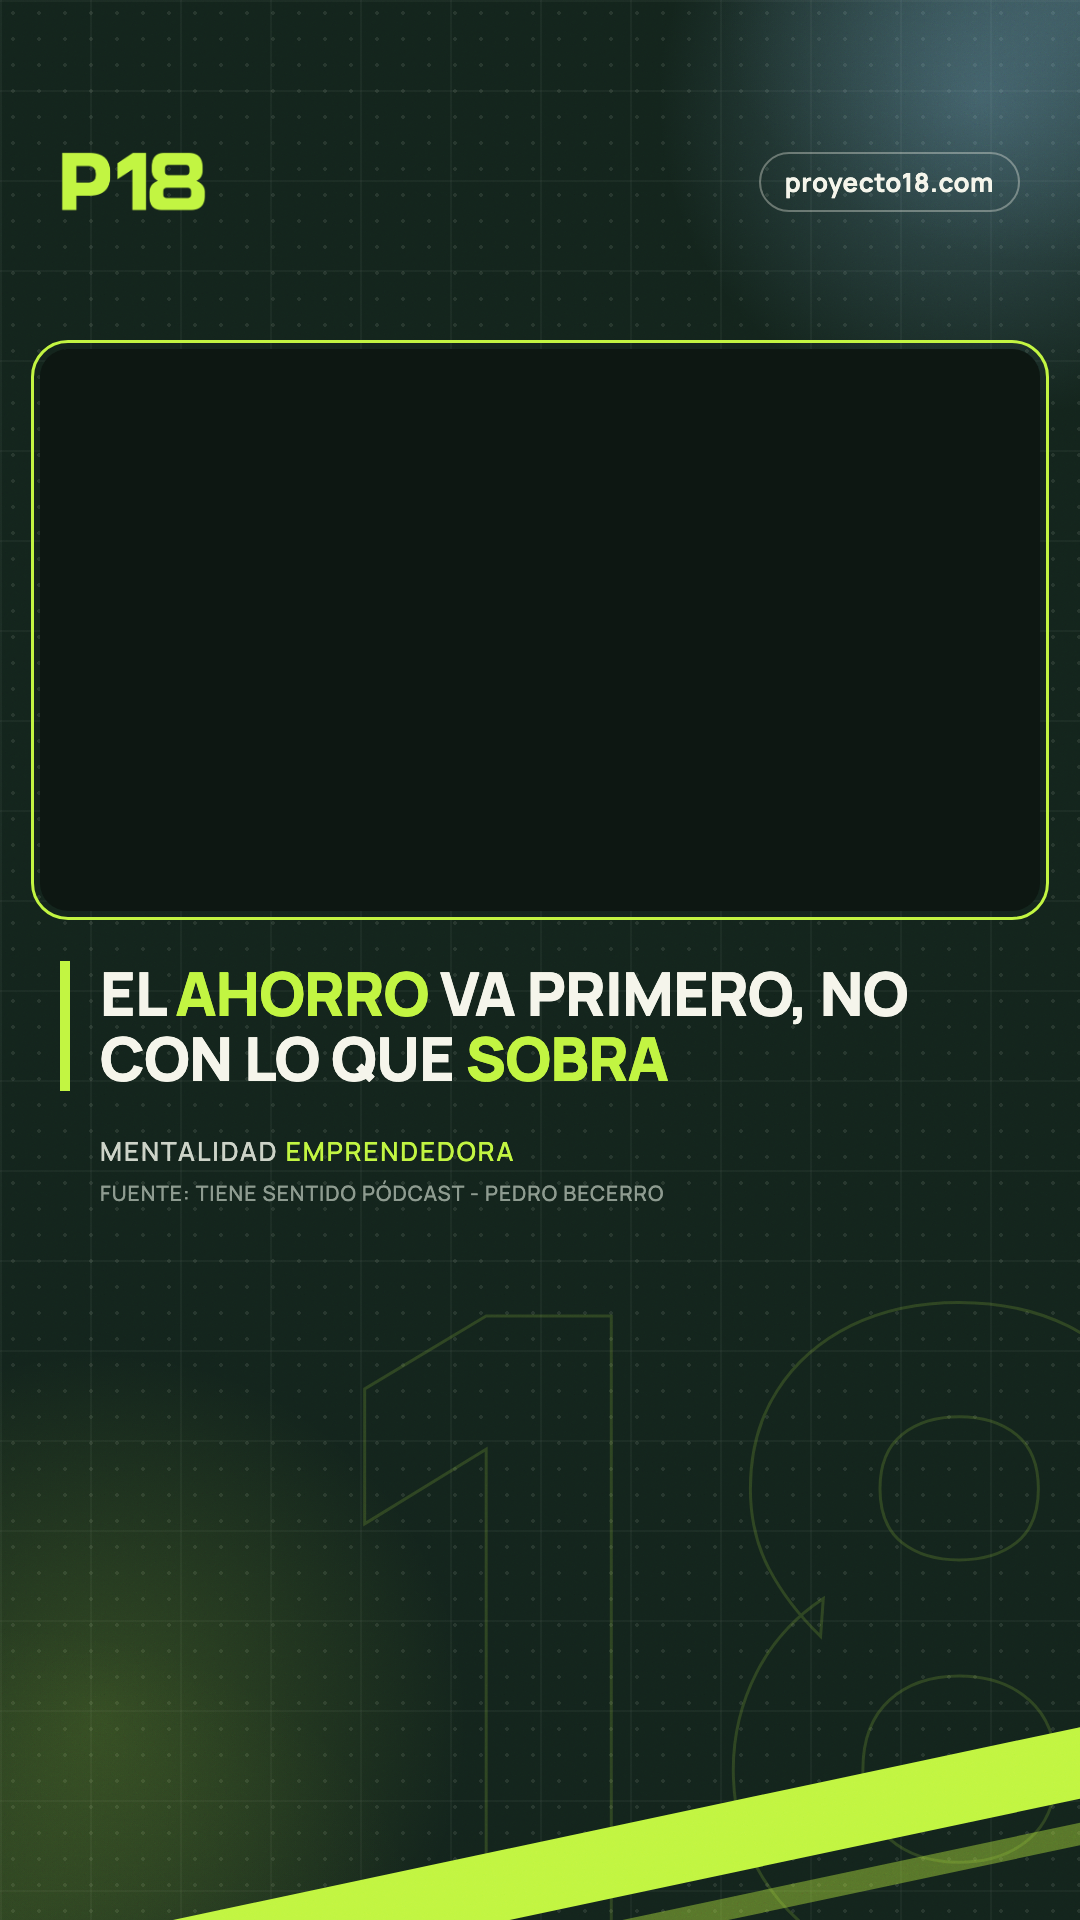 P18
proyecto18.com
EL AHORRO VA PRIMERO, NO
CON LO QUE SOBRA
MENTALIDAD EMPRENDEDORA
FUENTE: TIENE SENTIDO PÓDCAST - PEDRO BECERRO
18